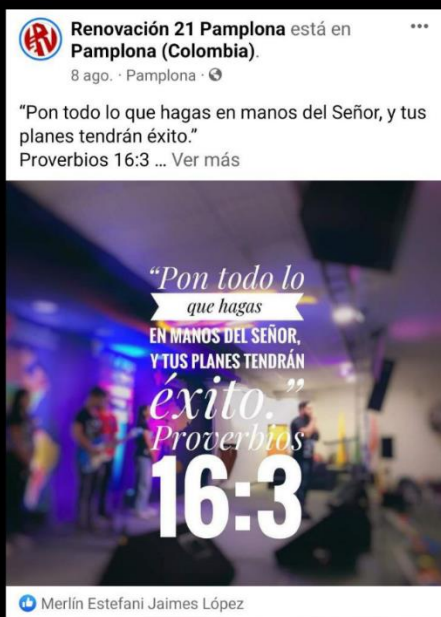 Renovación 21 Pamplona está en
Pamplona (Colombia).
8 ago. · Pamplona ·
“Pon todo lo que hagas en manos del Señor, y tus
planes tendrán éxito.”
Proverbios 16:3 ... Ver más
“Pon todo lo
que hagas
EN MANOS DEL SEÑOR,
Y TUS PLANES TENDRÁN
éxito.”
Proverbios
16:3
Merlín Estefani Jaimes López